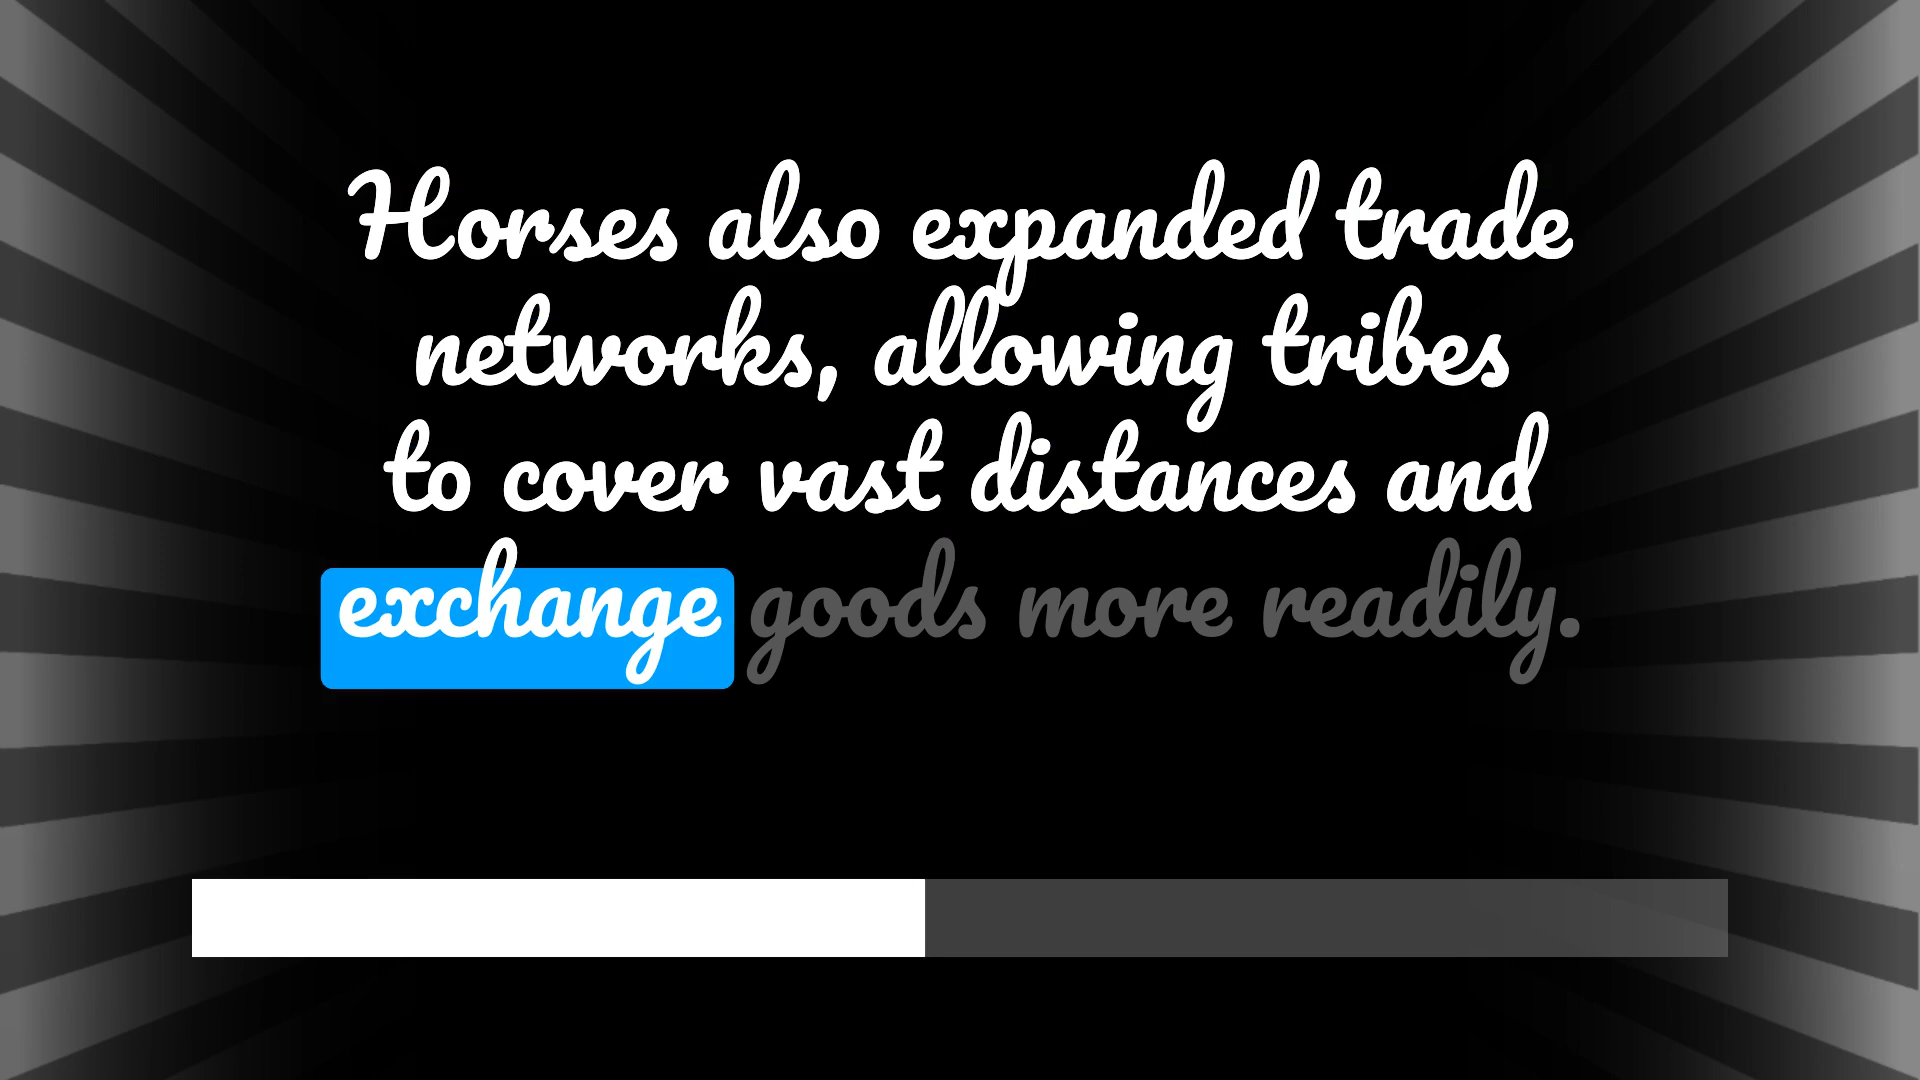 Horses also expanded trade
networks, allowing tribes
to cover vast distances and
exchange goods more readily.